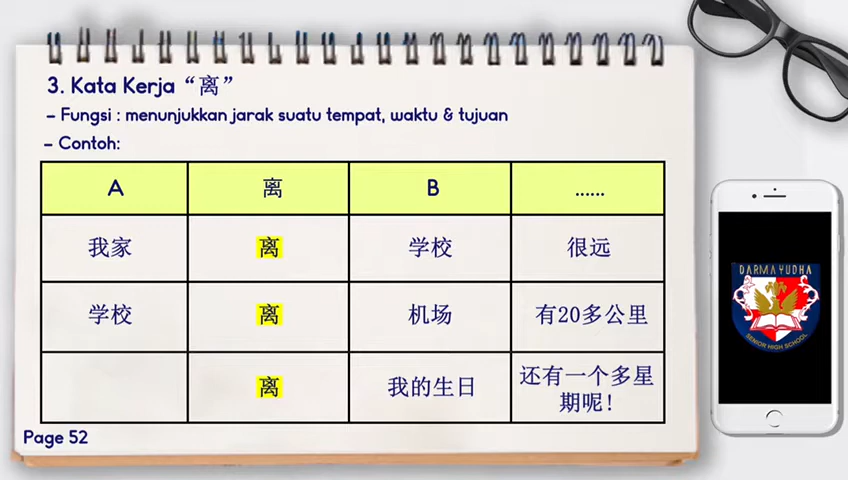 3. Kata Kerja “离”
- Fungsi : menunjukkan jarak suatu tempat, waktu & tujuan
- Contoh:
A 离 B ......
我家 离 学校 很远
学校 离 机场 有20多公里
离 我的生日 还有一个多星
期呢!
Page 52
DARMA YUDHA
SENIOR HIGH SCHOOL